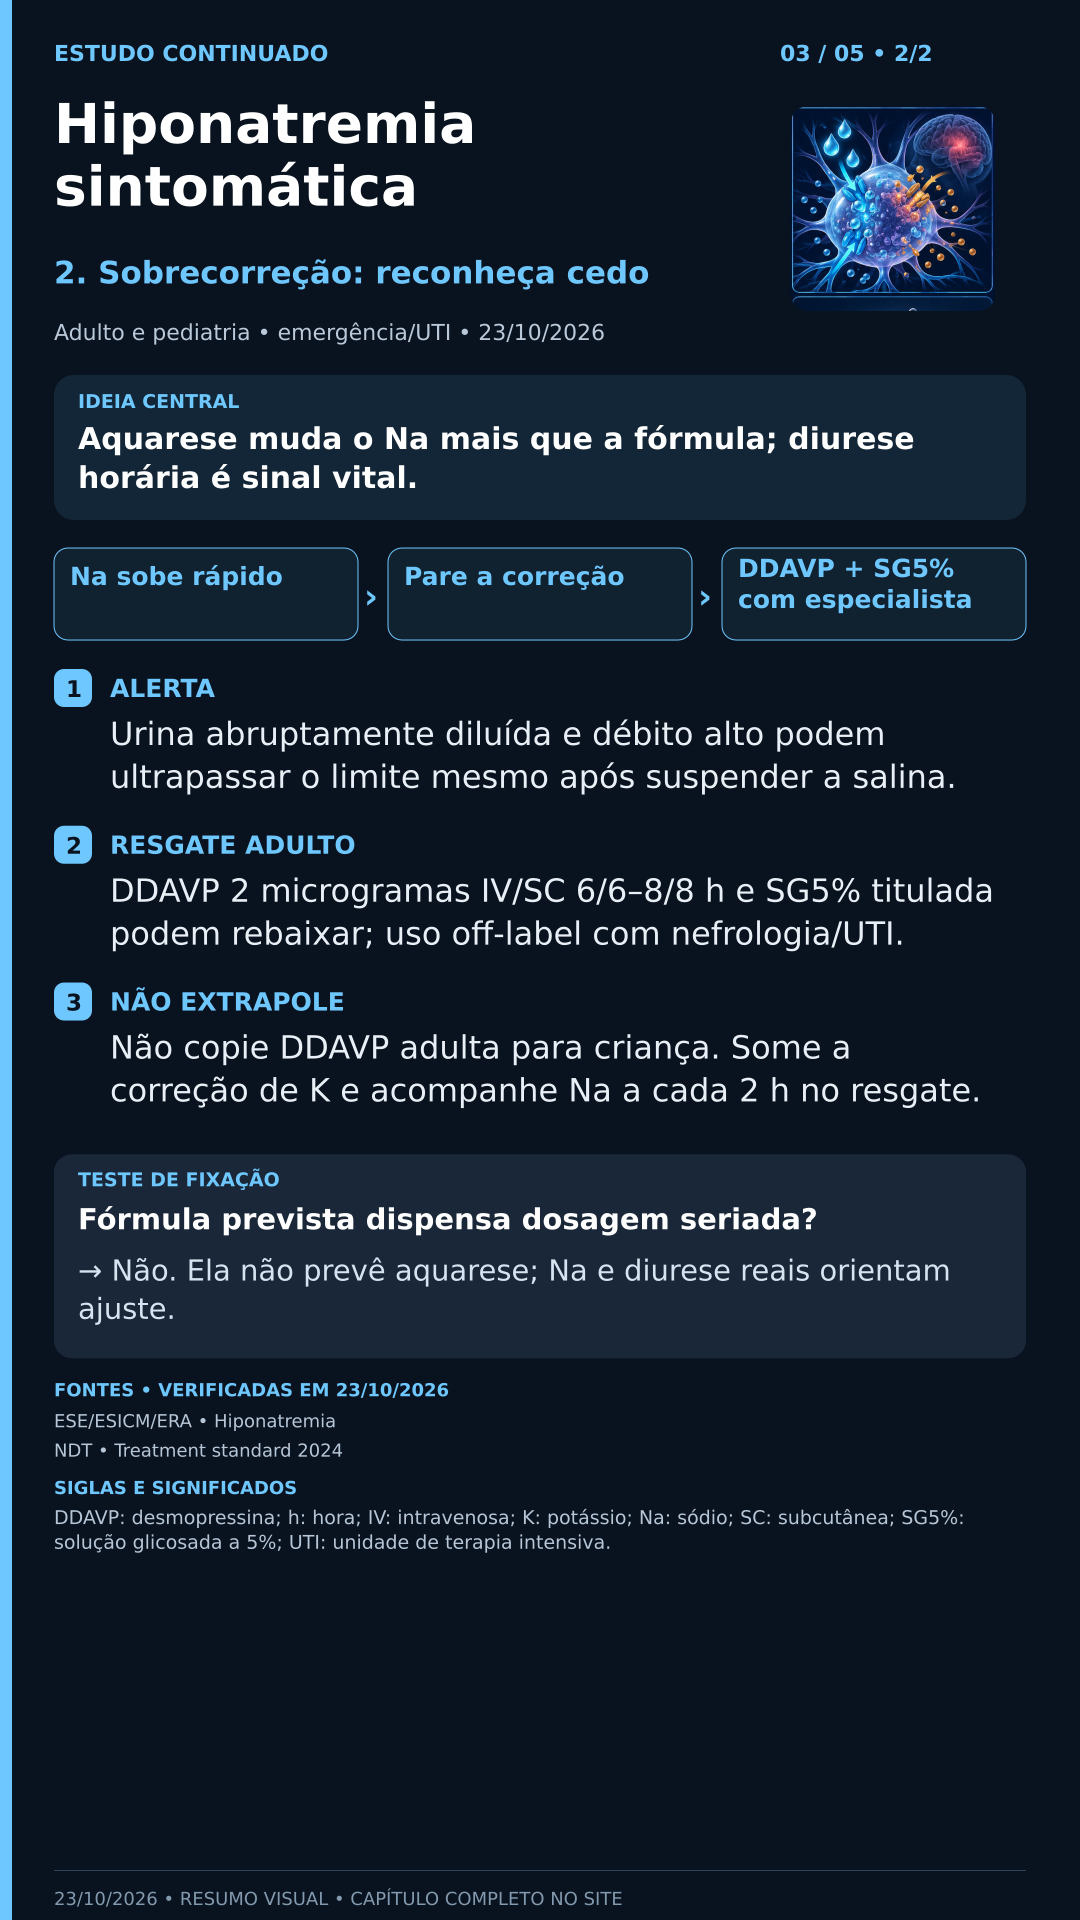 ESTUDO CONTINUADO
03 / 05 • 2/2
Hiponatremia
sintomática
2. Sobrecorreção: reconheça cedo
Adulto e pediatria • emergência/UTI • 23/10/2026
IDEIA CENTRAL
Aquarese muda o Na mais que a fórmula; diurese
horária é sinal vital.
Na sobe rápido
›
Pare a correção
›
DDAVP + SG5%
com especialista
1 ALERTA
Urina abruptamente diluída e débito alto podem
ultrapassar o limite mesmo após suspender a salina.
2 RESGATE ADULTO
DDAVP 2 microgramas IV/SC 6/6–8/8 h e SG5% titulada
podem rebaixar; uso off-label com nefrologia/UTI.
3 NÃO EXTRAPOLE
Não copie DDAVP adulta para criança. Some a
correção de K e acompanhe Na a cada 2 h no resgate.
TESTE DE FIXAÇÃO
Fórmula prevista dispensa dosagem seriada?
→ Não. Ela não prevê aquarese; Na e diurese reais orientam
ajuste.
FONTES • VERIFICADAS EM 23/10/2026
ESE/ESICM/ERA • Hiponatremia
NDT • Treatment standard 2024
SIGLAS E SIGNIFICADOS
DDAVP: desmopressina; h: hora; IV: intravenosa; K: potássio; Na: sódio; SC: subcutânea; SG5%:
solução glicosada a 5%; UTI: unidade de terapia intensiva.
23/10/2026 • RESUMO VISUAL • CAPÍTULO COMPLETO NO SITE